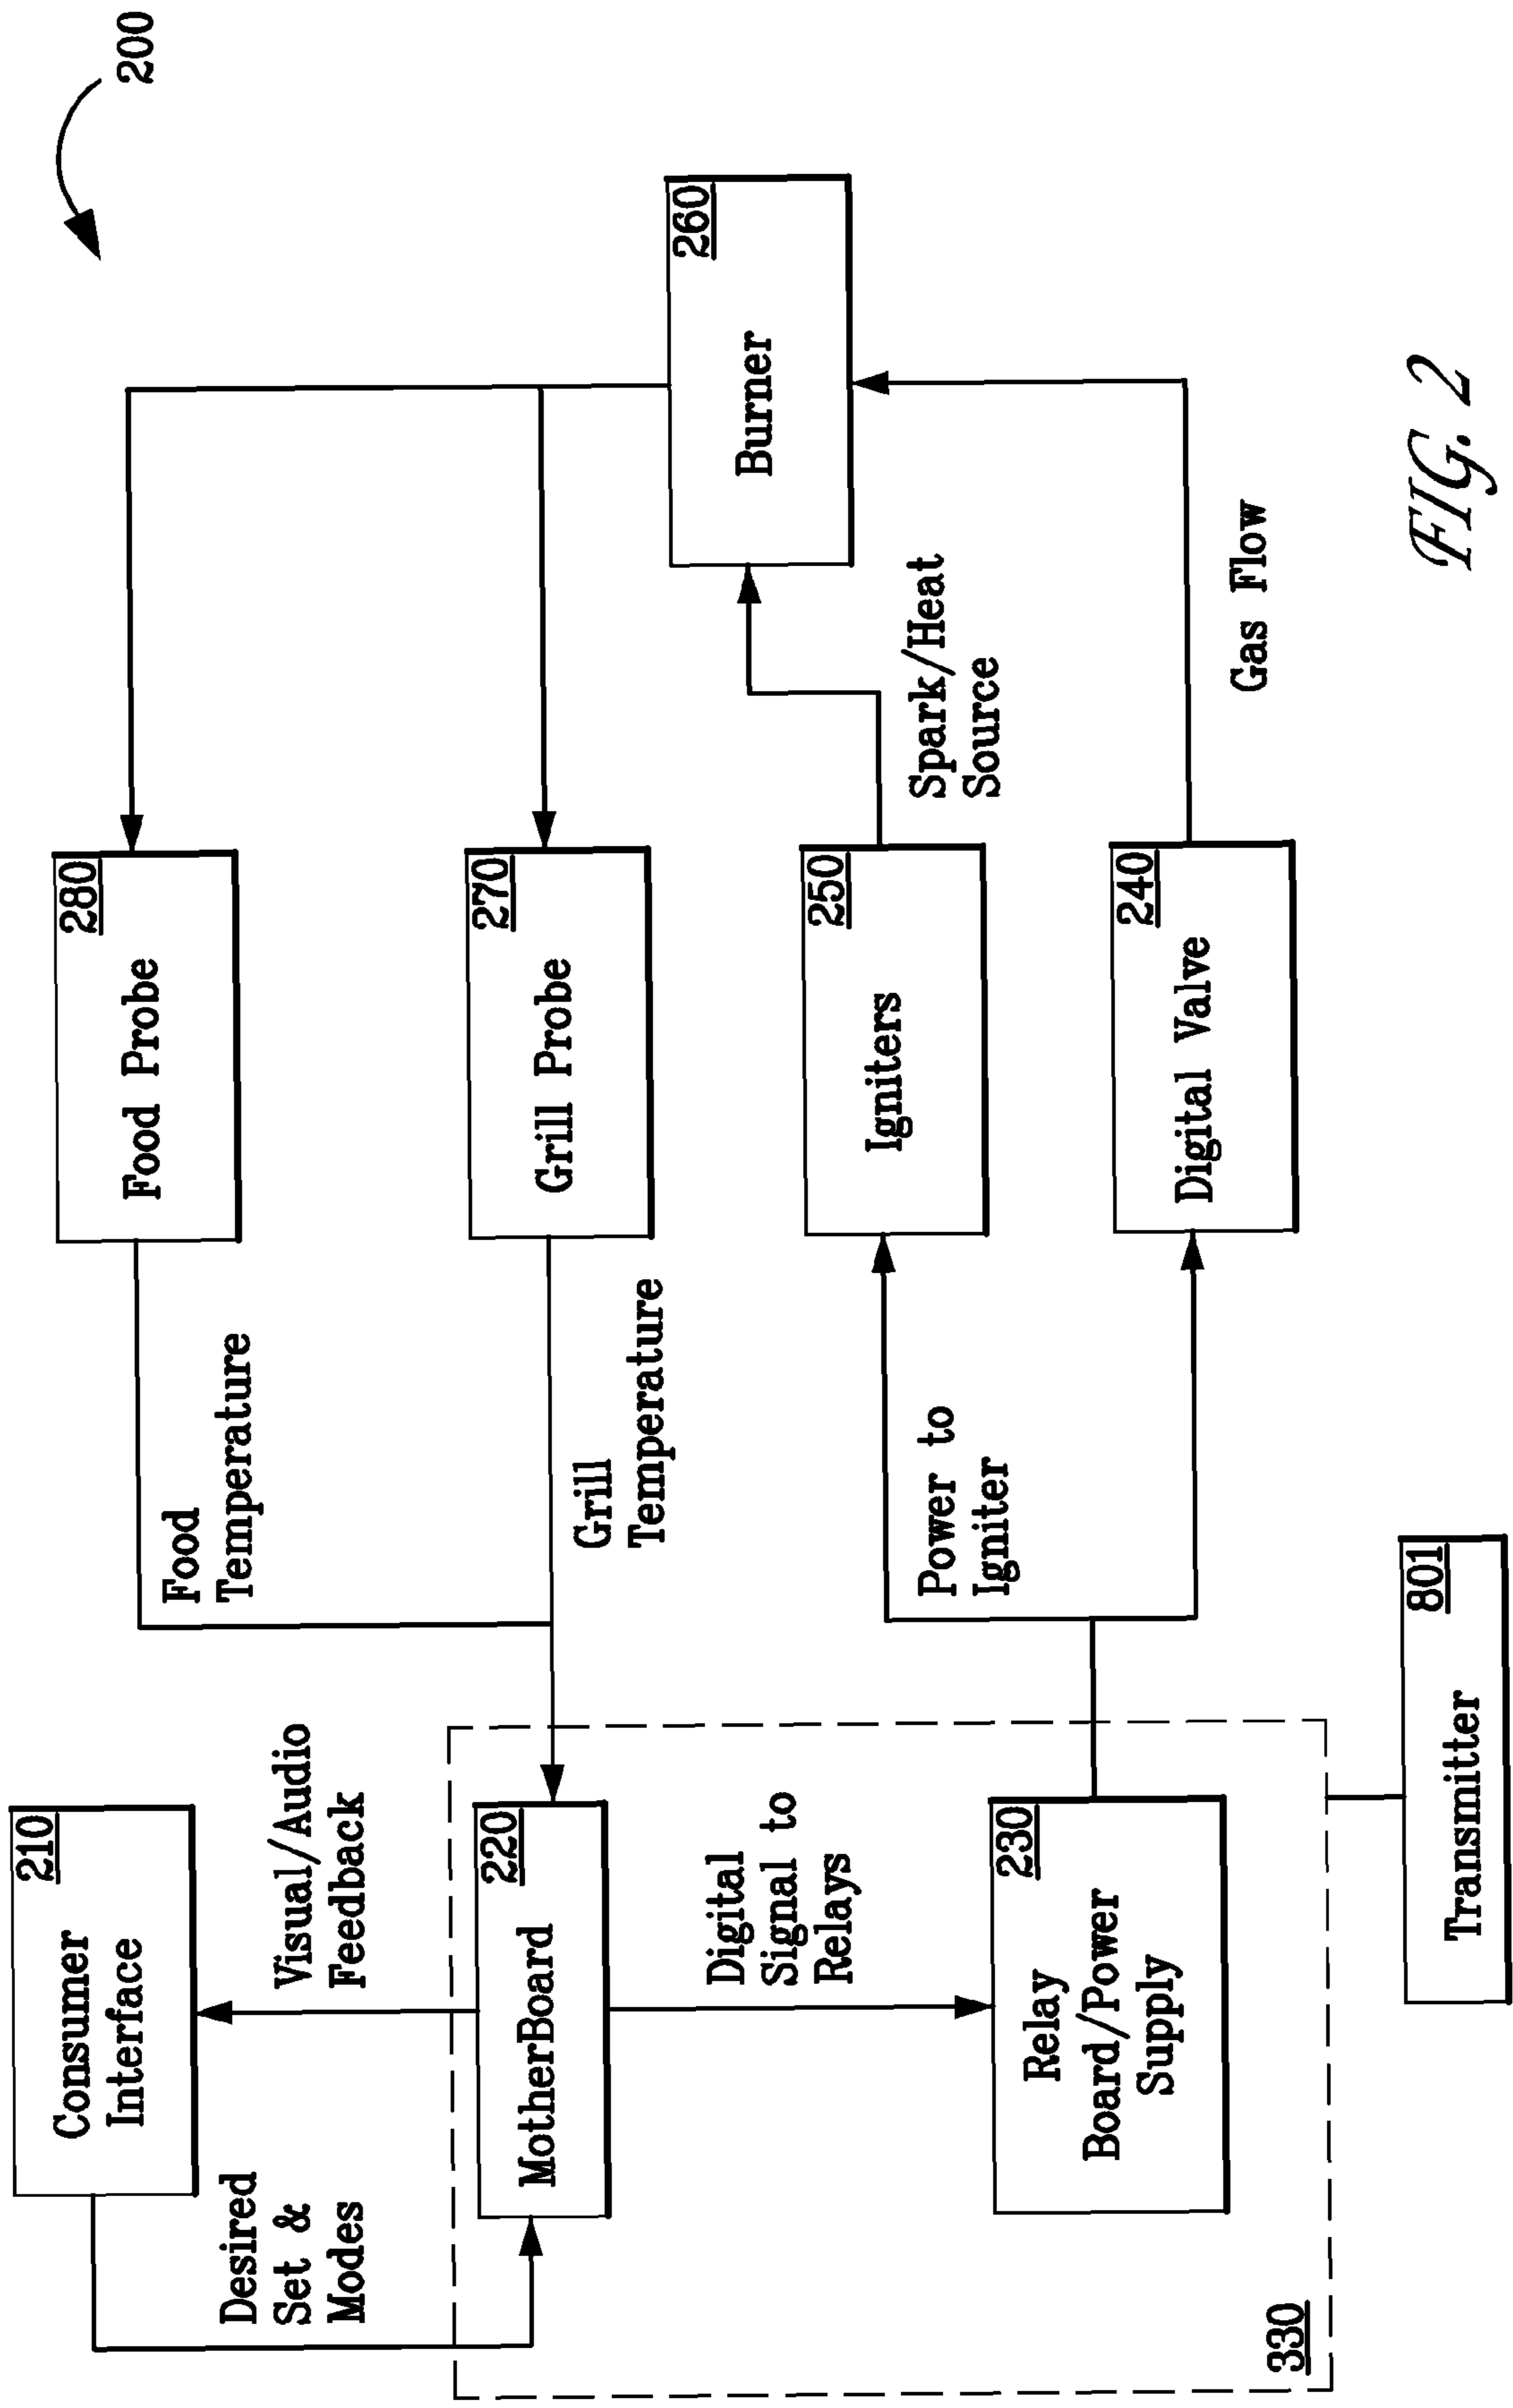 200
210
Consumer
Interface
280
Food Probe
Food
Temperature
Desired
Set &
Modes
Visual/Audio
Feedback
220
MotherBoard
270
Grill Probe
Grill
Temperature
260
Burner
Digital
Signal to
Relays
250
Igniters
Power to
Igniter
Spark/Heat
Source
230
Relay
Board/Power
Supply
240
Digital Valve
Gas Flow
330
801
Transmitter
FIG. 2